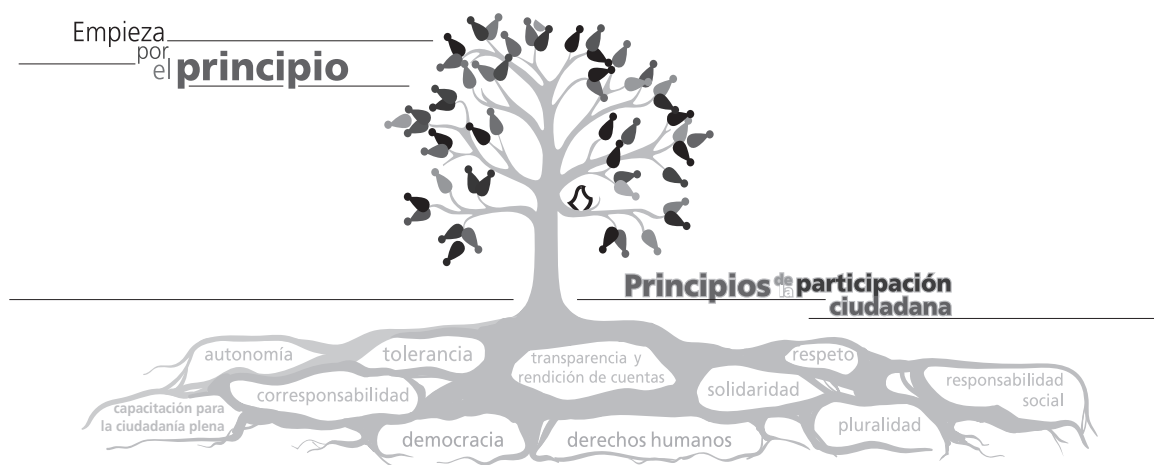 Empieza
por
el principio
Principios de la participación
ciudadana
autonomía
tolerancia
transparencia y
rendición de cuentas
respeto
corresponsabilidad
solidaridad
responsabilidad
social
capacitación para
la ciudadanía plena
democracia
derechos humanos
pluralidad